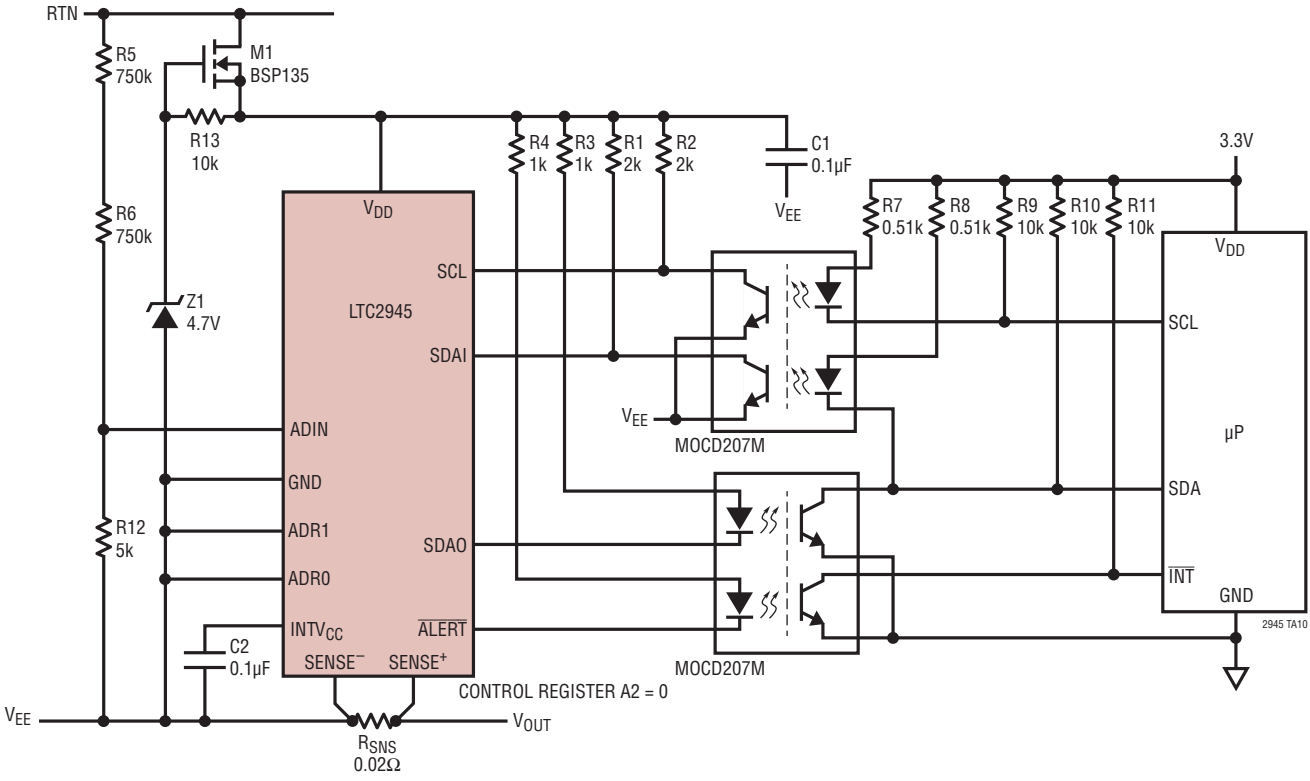 RTN
R5
750k
M1
BSP135
R13
10k
R4
1k
R3
1k
R1
2k
R2
2k
C1
0.1µF
VEE
3.3V
R6
750k
VDD
R7
0.51k
R8
0.51k
R9
10k
R10
10k
R11
10k
VDD
SCL
LTC2945
Z1
4.7V
SCL
SDAI
VEE
MOCD207M
µP
ADIN
GND
SDA
R12
5k
ADR1
SDAO
ADR0
INT
GND
2945 TA10
INTVCC
ALERT
C2
0.1µF
SENSE– SENSE+
MOCD207M
CONTROL REGISTER A2 = 0
VEE
VOUT
RSNS
0.02Ω